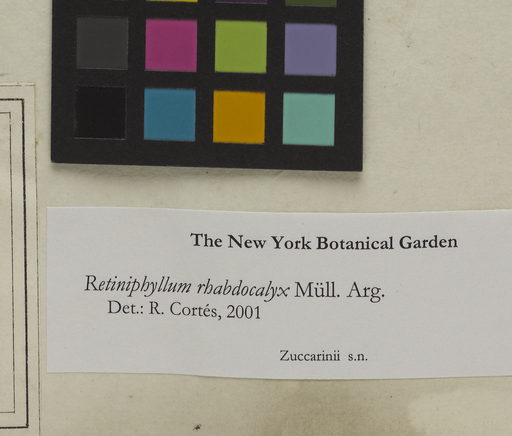 The New York Botanical Garden
Retiniphyllum rhabdocalyx Müll. Arg.
Det.: R. Cortés, 2001
Zuccarinii s.n.